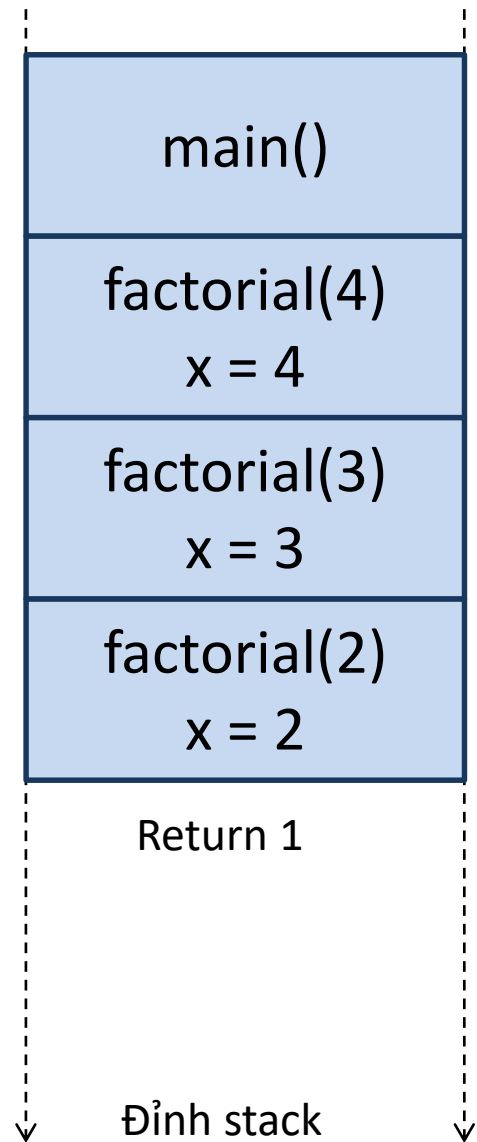 main()
factorial(4)
x = 4
factorial(3)
x = 3
factorial(2)
x = 2
Return 1
Đỉnh stack